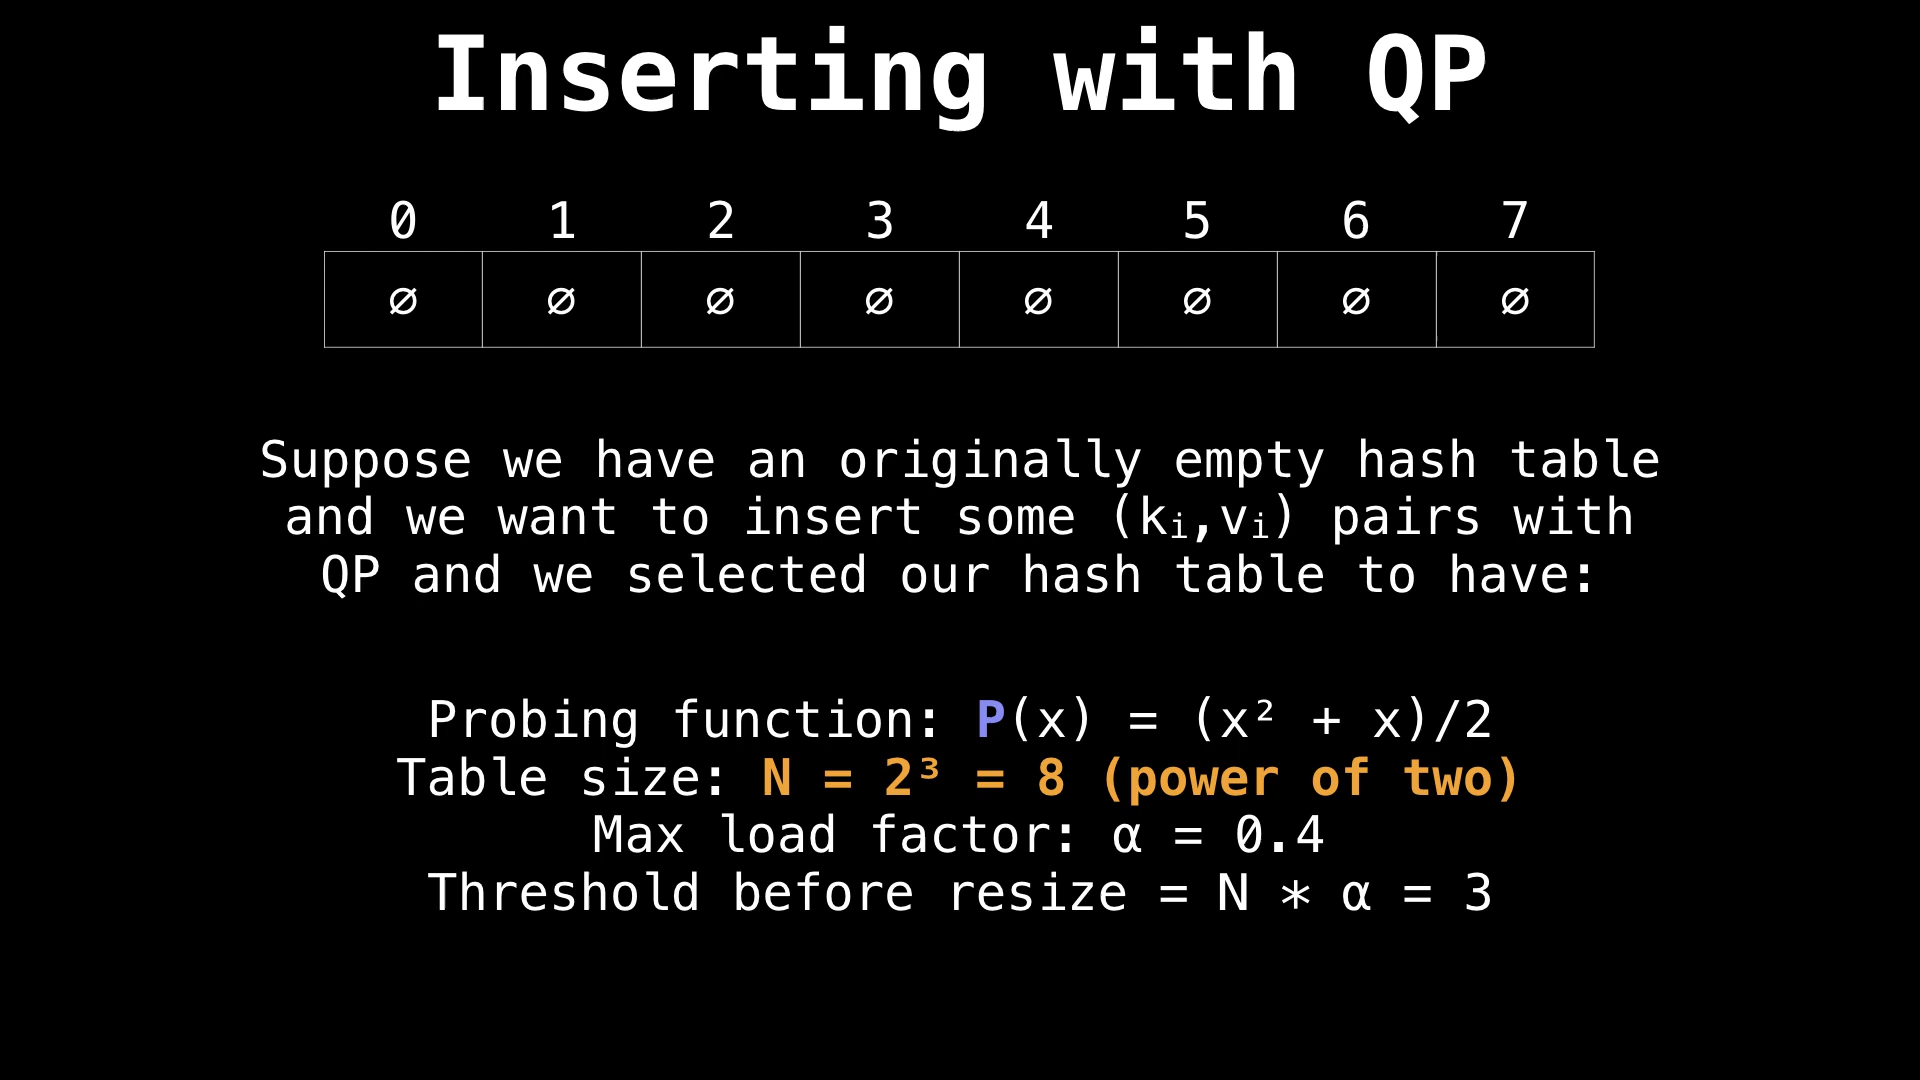 Inserting with QP
0 1 2 3 4 5 6 7
∅ ∅ ∅ ∅ ∅ ∅ ∅ ∅
Suppose we have an originally empty hash table
and we want to insert some (kᵢ,vᵢ) pairs with
QP and we selected our hash table to have:
Probing function: P(x) = (x² + x)/2
Table size: N = 2³ = 8 (power of two)
Max load factor: α = 0.4
Threshold before resize = N * α = 3